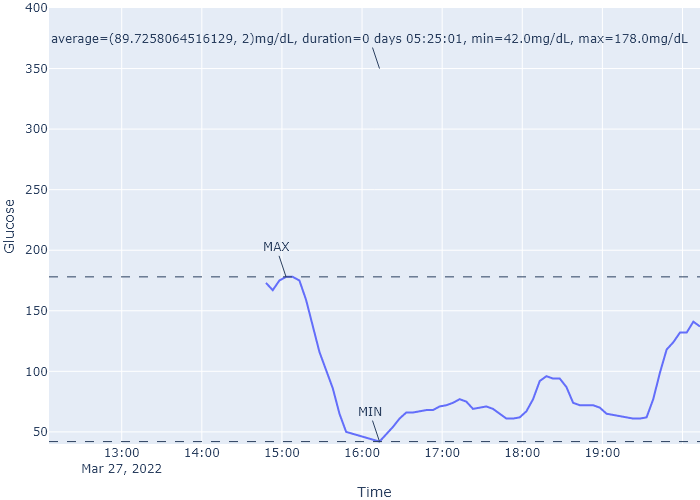 400
average=(89.7258064516129, 2)mg/dL, duration=0 days 05:25:01, min=42.0mg/dL, max=178.0mg/dL
350
300
250
Glucose
200
MAX
150
100
MIN
50
13:00 14:00 15:00 16:00 17:00 18:00 19:00
Mar 27, 2022
Time